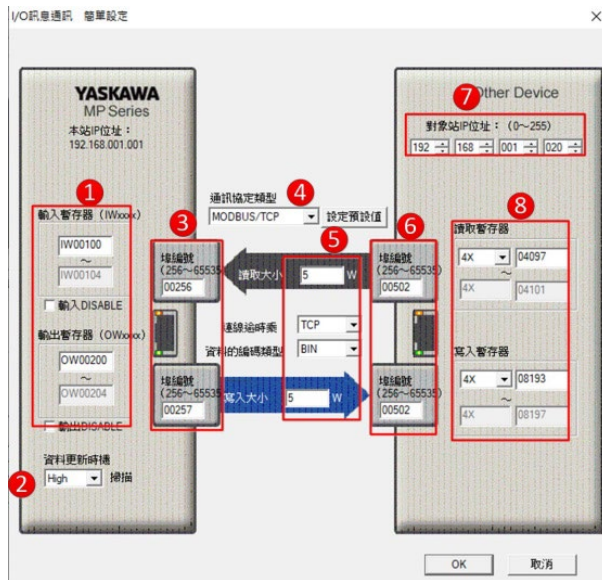 I/O訊息通訊 簡單設定
YASKAWA
MP Series
本站IP位址：
192.168.001.001
1
輸入暫存器（IWxxxx）
IW00100
～
IW00104
輸入DISABLE
輸出暫存器（OWxxxx）
OW00200
～
OW00204
輸出DISABLE
2
資料更新時機
High 掃描
3
埠編號
(256～65535)
00256
埠編號
(256～65535)
00257
通訊協定類型
4
MODBUS/TCP 設定預設值
5
讀取大小 5 W
TCP
資料的編碼類型 BIN
寫入大小 5 W
6
埠編號
(256～65535)
00502
埠編號
(256～65535)
00502
Other Device
7
對象站IP位址：（0～255）
192 168 001 020
8
讀取暫存器
4X 04097
～
4X 04101
寫入暫存器
4X 08193
～
4X 08197
OK 取消